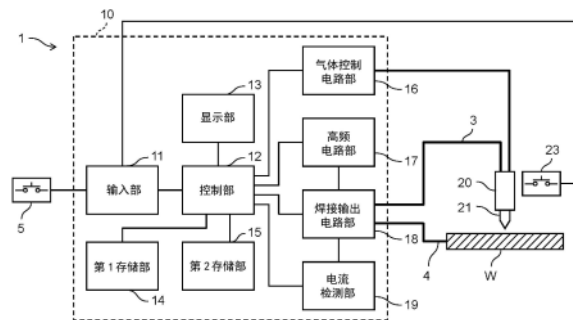 10
1
13
显示部
气体控制
电路部
16
11
12
高频
电路部
17
3
23
输入部
控制部
20
5
15
焊接输出
电路部
18
21
第1存储部
14
第2存储部
电流
检测部
19
4
W